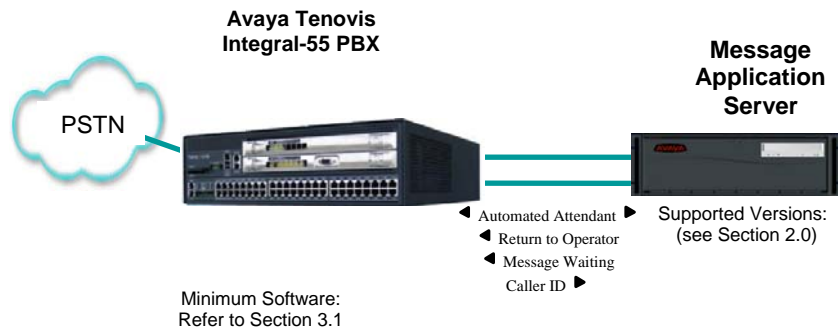 Avaya Tenovis
Integral-55 PBX
Message
Application
Server
PSTN
AVAYA
Automated Attendant
Return to Operator
Message Waiting
Caller ID
Supported Versions:
(see Section 2.0)
Minimum Software:
Refer to Section 3.1